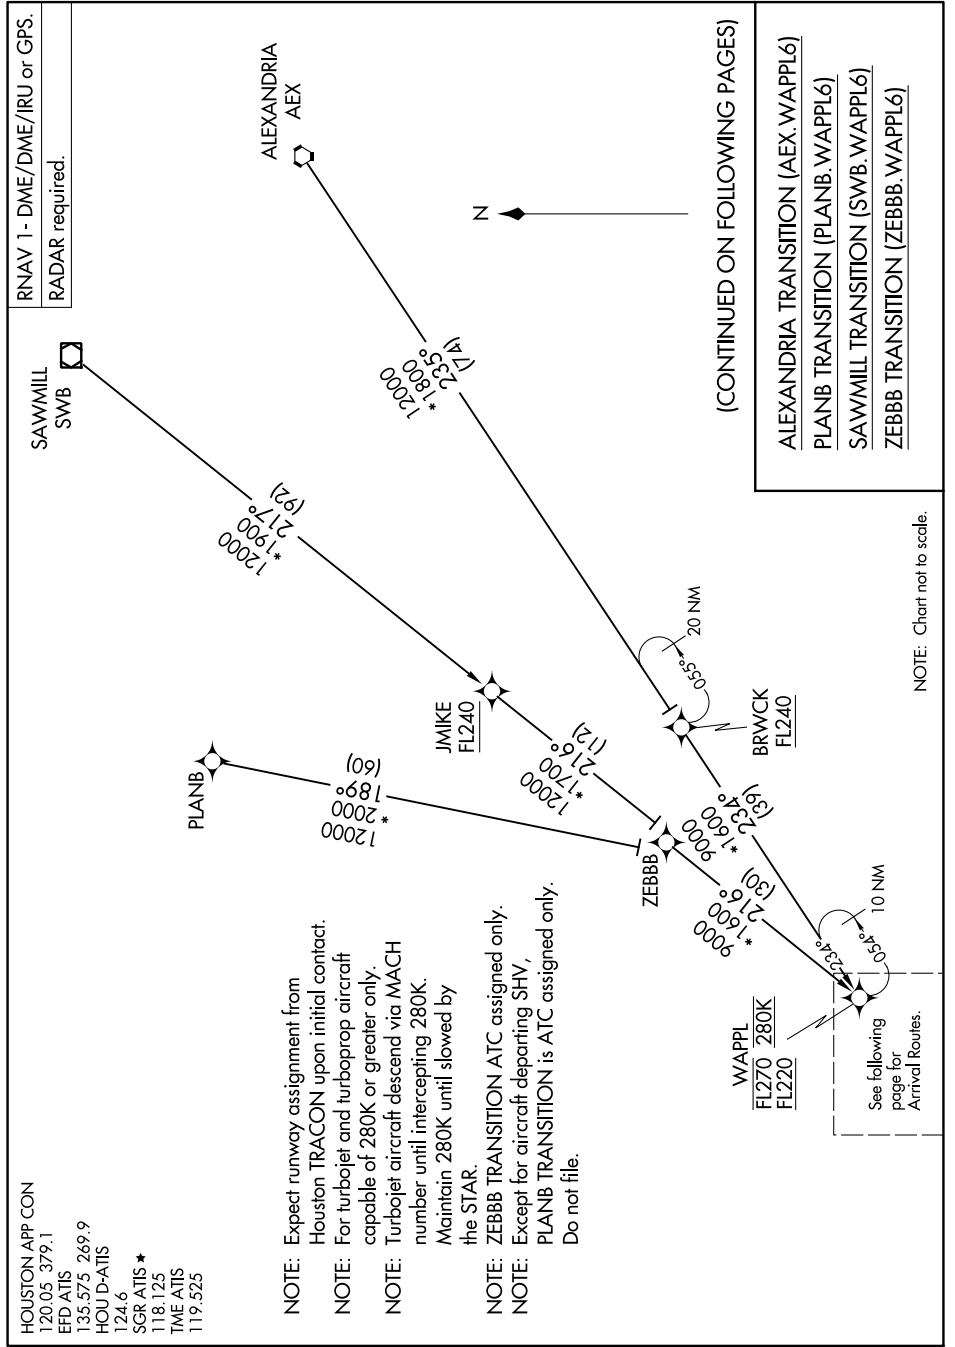 HOUSTON APP CON
120.05 379.1
EFD ATIS
135.575 269.9
HOU D-ATIS
124.6
SGR ATIS ★
118.125
TME ATIS
119.525
RNAV 1- DME/DME/IRU or GPS.
RADAR required.
SAWMILL
SWB
ALEXANDRIA
AEX
PLANB
12000
*1900
217°
(92)
12000
*1800
235°
(74)
12000
*2000
189°
(60)
JMIKE
FL240
12000
*1700
216°
(12)
N
ZEBBB
BRWCK
FL240
055°
20 NM
9000
*1600
216°
(30)
9000
*1600
234°
(39)
WAPPL
FL270 280K
FL220
234°
054°
10 NM
See following
page for
Arrival Routes.
NOTE: Expect runway assignment from
Houston TRACON upon initial contact.
NOTE: For turbojet and turboprop aircraft
capable of 280K or greater only.
NOTE: Turbojet aircraft descend via MACH
number until intercepting 280K.
Maintain 280K until slowed by
the STAR.
NOTE: ZEBBB TRANSITION ATC assigned only.
NOTE: Except for aircraft departing SHV,
PLANB TRANSITION is ATC assigned only.
Do not file.
(CONTINUED ON FOLLOWING PAGES)
ALEXANDRIA TRANSITION (AEX.WAPPL6)
PLANB TRANSITION (PLANB.WAPPL6)
SAWMILL TRANSITION (SWB.WAPPL6)
ZEBBB TRANSITION (ZEBBB.WAPPL6)
NOTE: Chart not to scale.